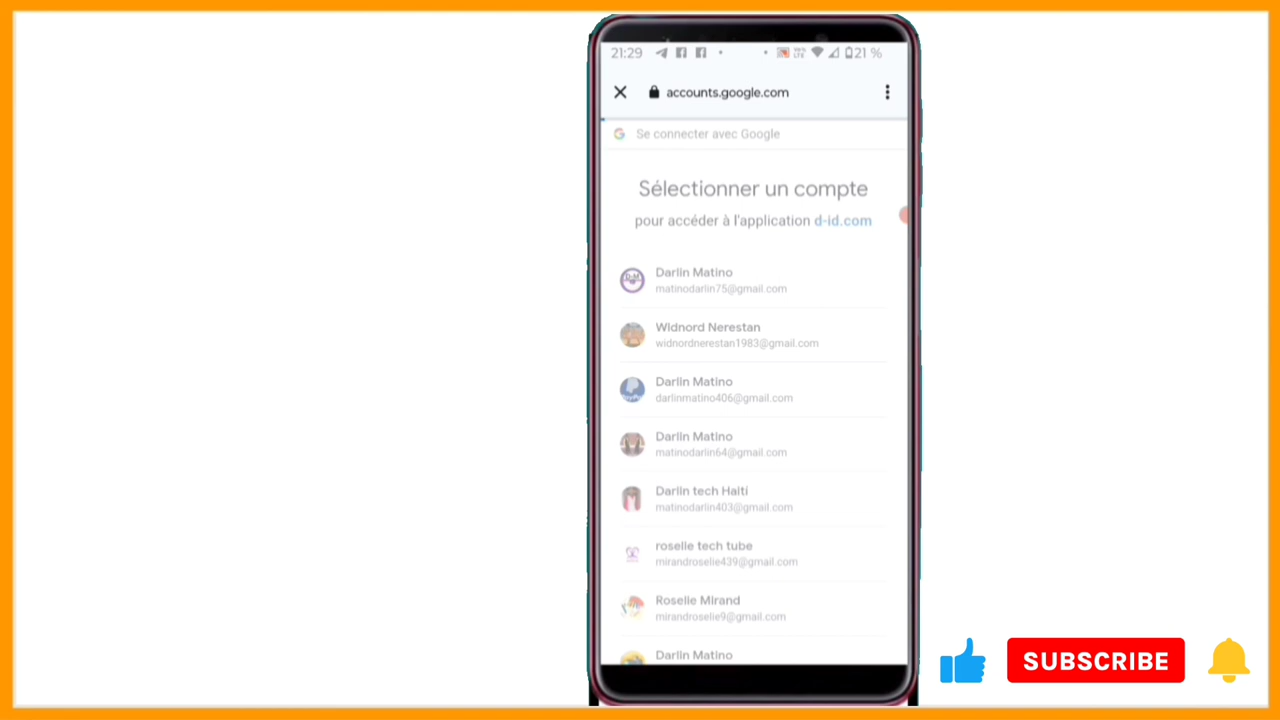 21:29 21 %
accounts.google.com
Se connecter avec Google
Sélectionner un compte
pour accéder à l'application d-id.com
Darlin Matino
matinodarlin75@gmail.com
Widnord Nerestan
widnordnerestan1983@gmail.com
Darlin Matino
darlinmatino406@gmail.com
Darlin Matino
matinodarlin64@gmail.com
Darlin tech Haïti
matinodarlin403@gmail.com
roselie tech tube
mirandroselie439@gmail.com
Roselie Mirand
mirandroselie9@gmail.com
Darlin Matino
SUBSCRIBE